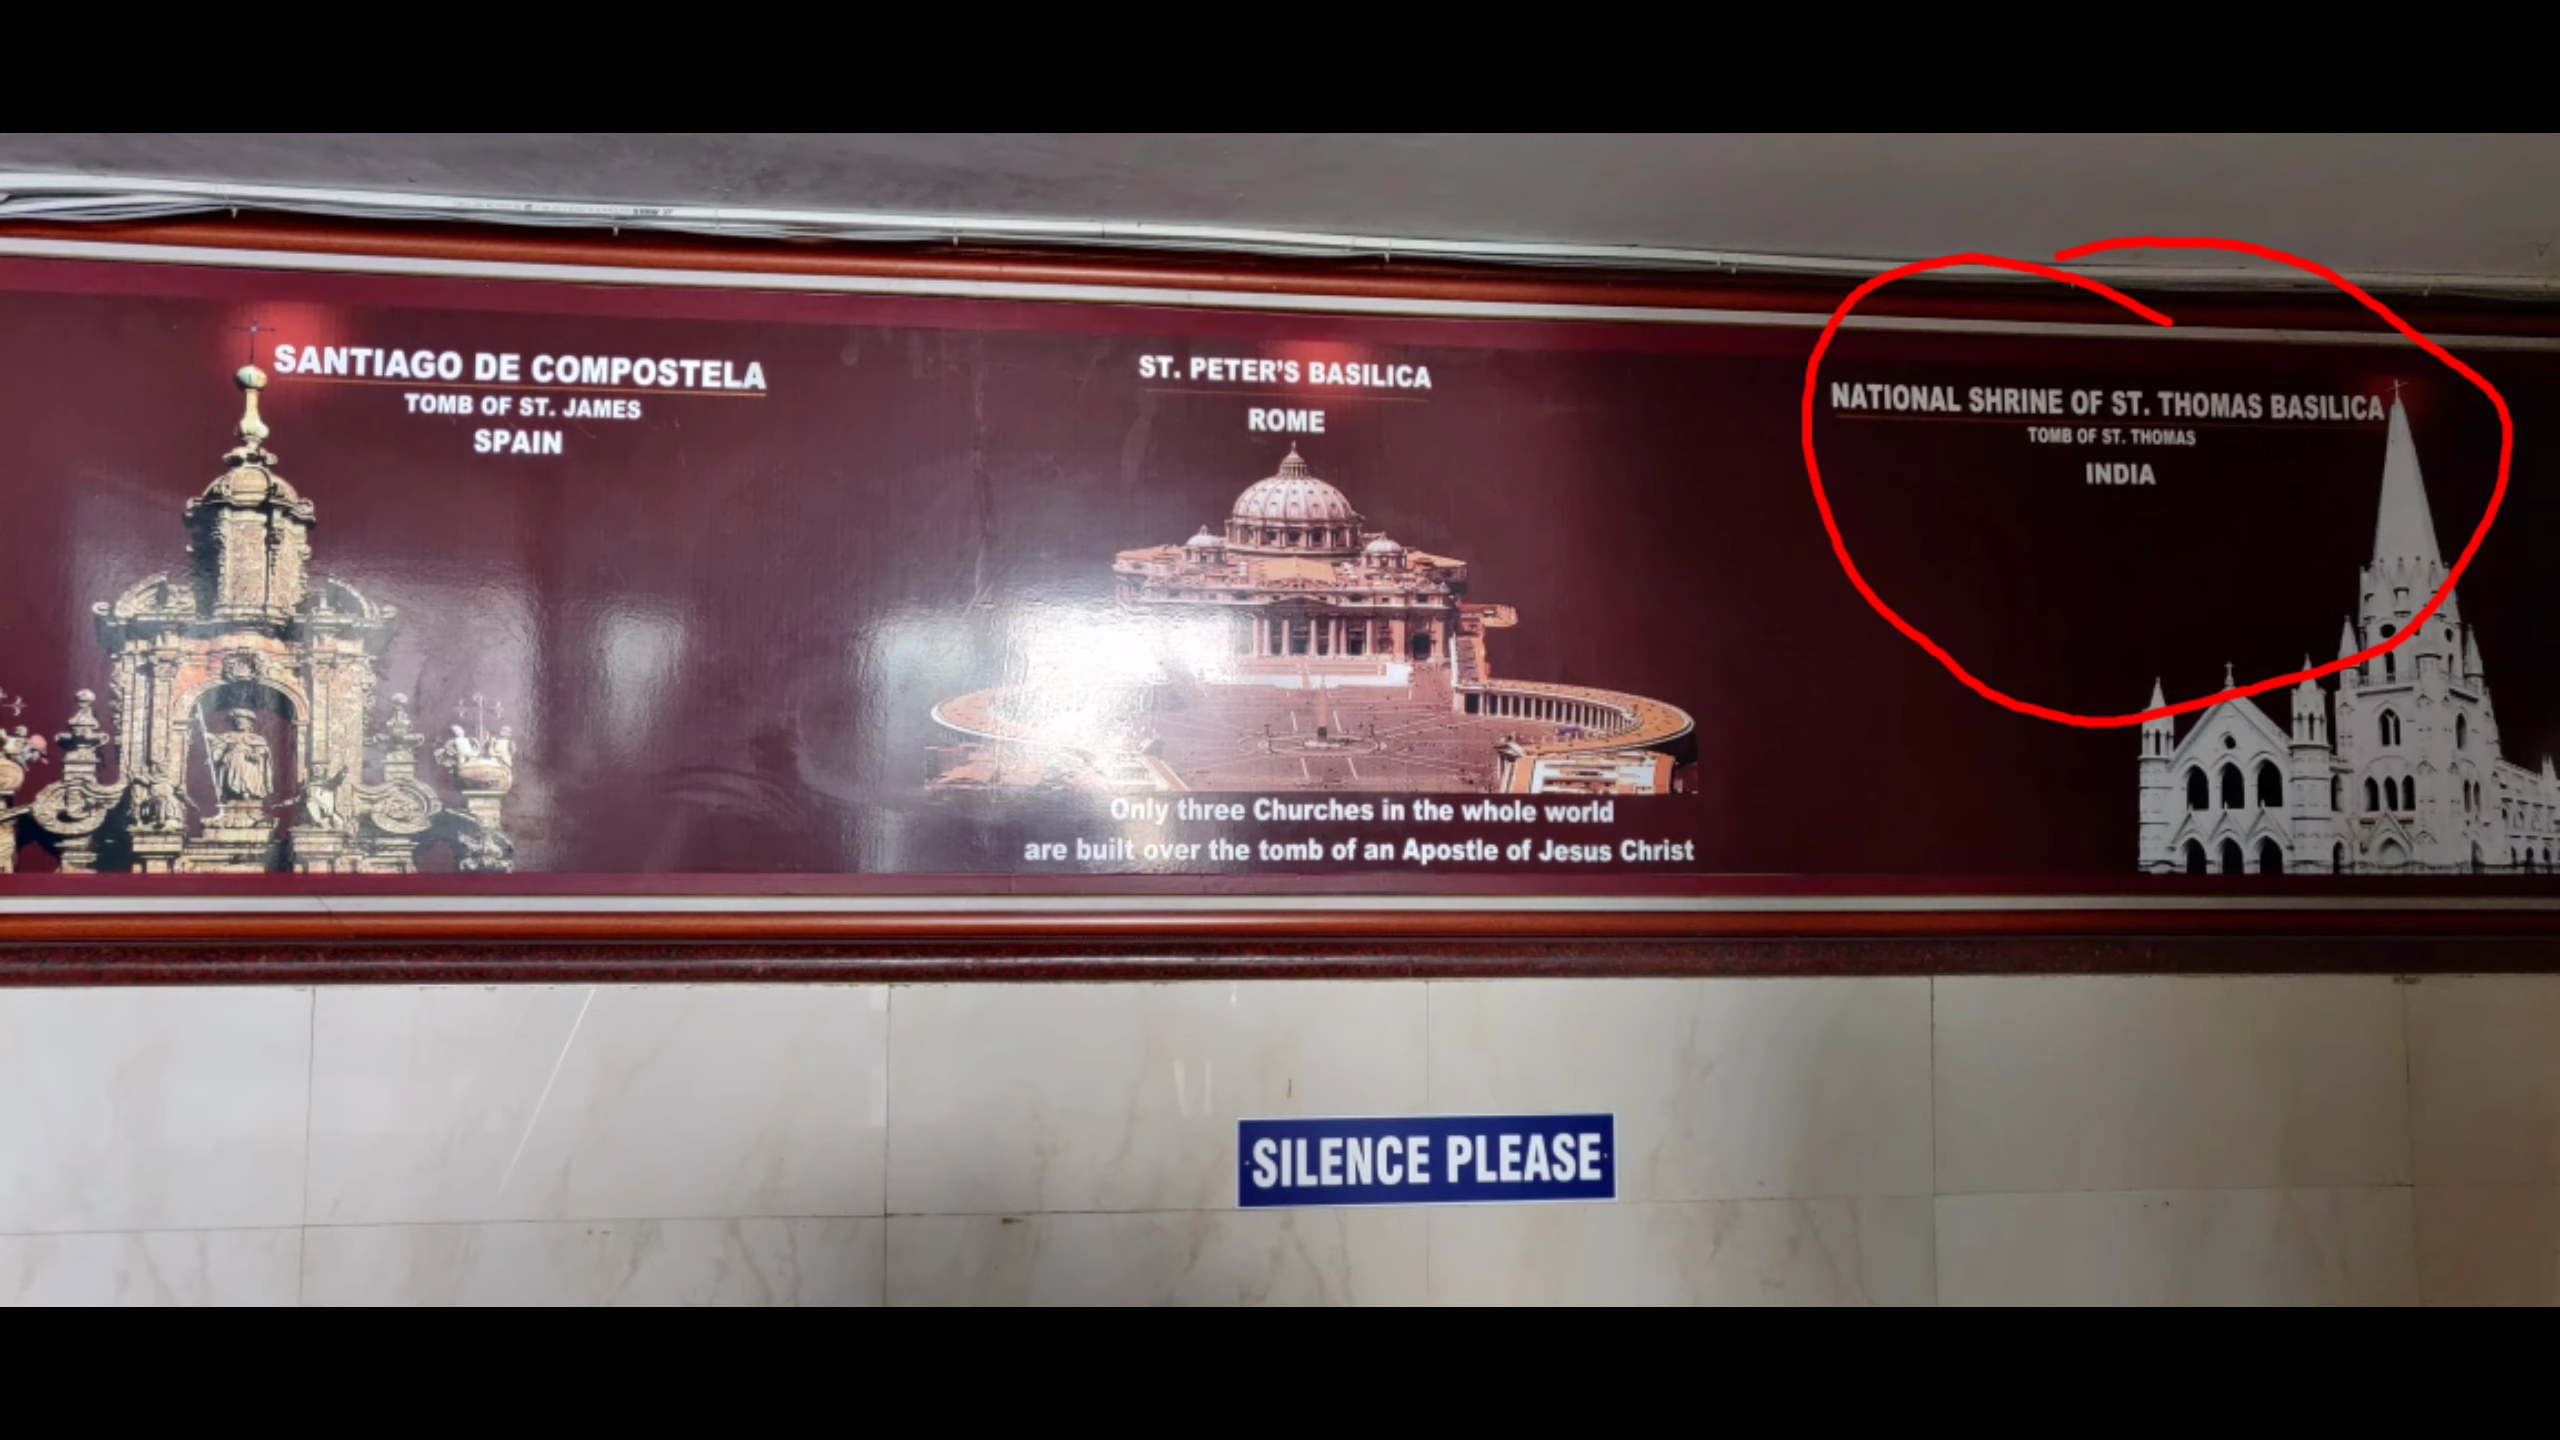 SANTIAGO DE COMPOSTELA
TOMB OF ST. JAMES
SPAIN
ST. PETER'S BASILICA
ROME
Only three Churches in the whole world
are built over the tomb of an Apostle of Jesus Christ
NATIONAL SHRINE OF ST. THOMAS BASILICA
TOMB OF ST. THOMAS
INDIA
SILENCE PLEASE